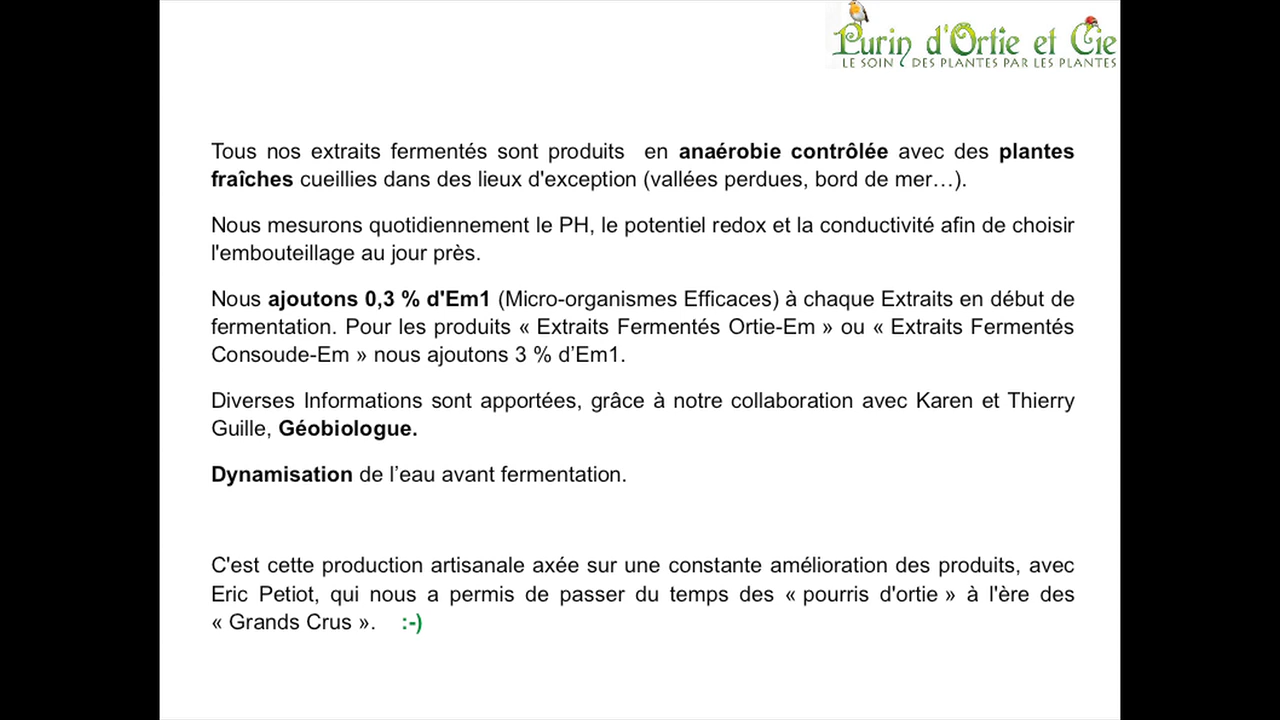 Purin d'Ortie et Cie
LE SOIN DES PLANTES PAR LES PLANTES
Tous nos extraits fermentés sont produits en anaérobie contrôlée avec des plantes
fraîches cueillies dans des lieux d'exception (vallées perdues, bord de mer…).
Nous mesurons quotidiennement le PH, le potentiel redox et la conductivité afin de choisir
l'embouteillage au jour près.
Nous ajoutons 0,3 % d'Em1 (Micro-organismes Efficaces) à chaque Extraits en début de
fermentation. Pour les produits « Extraits Fermentés Ortie-Em » ou « Extraits Fermentés
Consoude-Em » nous ajoutons 3 % d’Em1.
Diverses Informations sont apportées, grâce à notre collaboration avec Karen et Thierry
Guille, Géobiologue.
Dynamisation de l’eau avant fermentation.
C'est cette production artisanale axée sur une constante amélioration des produits, avec
Eric Petiot, qui nous a permis de passer du temps des « pourris d'ortie » à l'ère des
« Grands Crus ». :-)